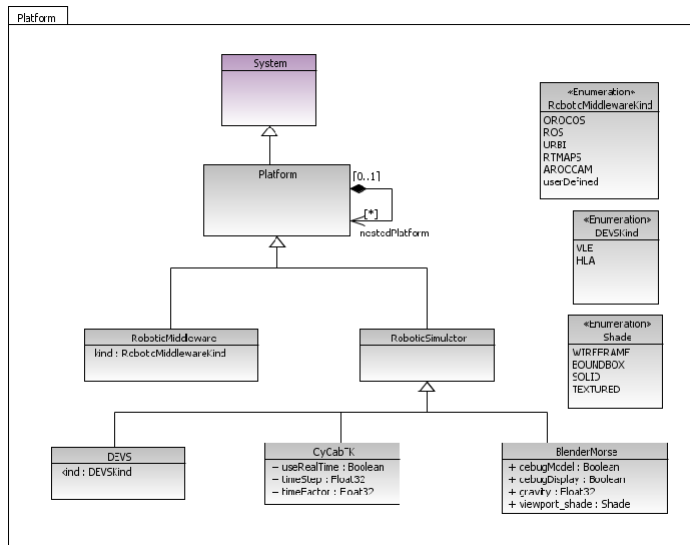 Platform
System
«Enumeration»
RoboticMiddlewareKind
OROCOS
ROS
URBI
RTMAPS
AROCCAM
userDefined
Platform
[0..1]
[*]
nestedPlatform
«Enumeration»
DEVSKind
VLE
HLA
«Enumeration»
Shade
WIREFRAME
BOUNDBOX
SOLID
TEXTURED
RoboticMiddleware
kind : RoboticMiddlewareKind
RoboticSimulator
DEVS
kind : DEVSKind
CyCabTK
− useRealTime : Boolean
− timeStep : Float32
− timeFactor : Float32
BlenderMorse
+ debugModel : Boolean
+ debugDisplay : Boolean
+ gravity : Float32
+ viewport_shade : Shade